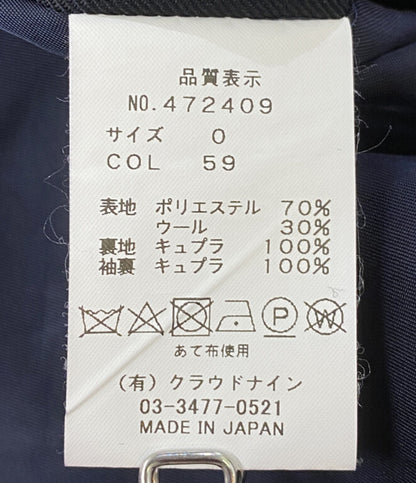 品質表示
NO.472409
サイズ 0
COL 59
表地 ポリエステル 70%
ウール 30%
裏地 キュプラ 100%
袖裏 キュプラ 100%
P W
あて布使用
(有) クラウドナイン
03-3477-0521
MADE IN JAPAN